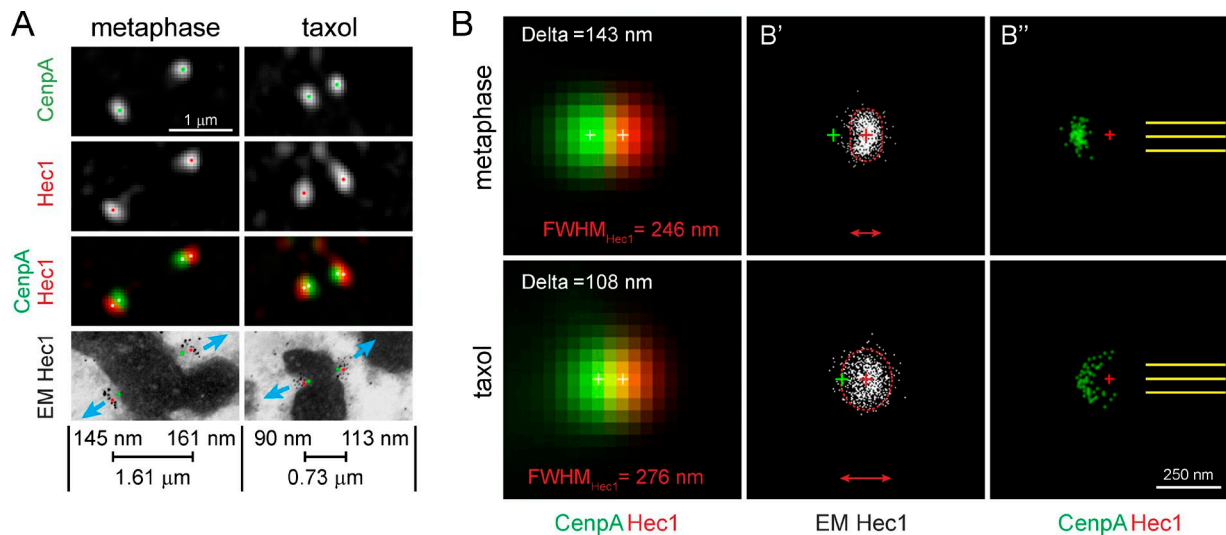 A
metaphase
taxol
CenpA
1 μm
Hec1
CenpA
Hec1
EM Hec1
145 nm 161 nm
1.61 μm
90 nm 113 nm
0.73 μm
B
metaphase
Delta =143 nm
FWHMHec1= 246 nm
B'
B''
taxol
Delta =108 nm
FWHMHec1= 276 nm
250 nm
CenpA Hec1
EM Hec1
CenpA Hec1